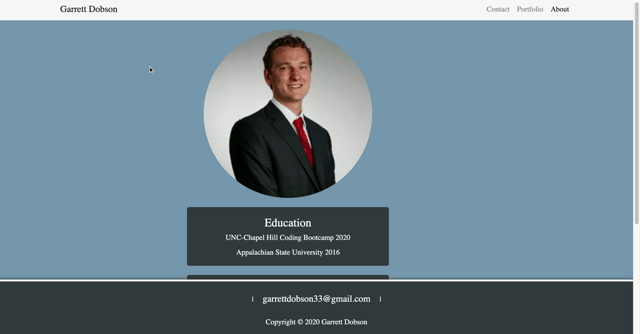 Garrett Dobson
Contact Portfolio About
Education
UNC-Chapel Hill Coding Bootcamp 2020
Appalachian State University 2016
| garrettdobson33@gmail.com |
Copyright © 2020 Garrett Dobson